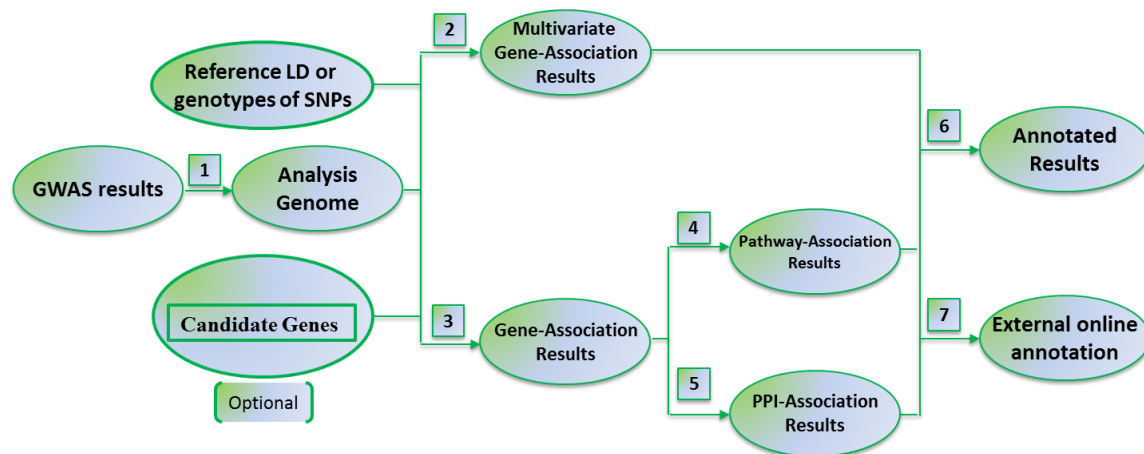 2
Multivariate
Gene-Association
Results
Reference LD or
genotypes of SNPs
6
Annotated
Results
GWAS results
1
Analysis
Genome
4
Pathway-Association
Results
Candidate Genes
Optional
3
Gene-Association
Results
5
PPI-Association
Results
7
External online
annotation